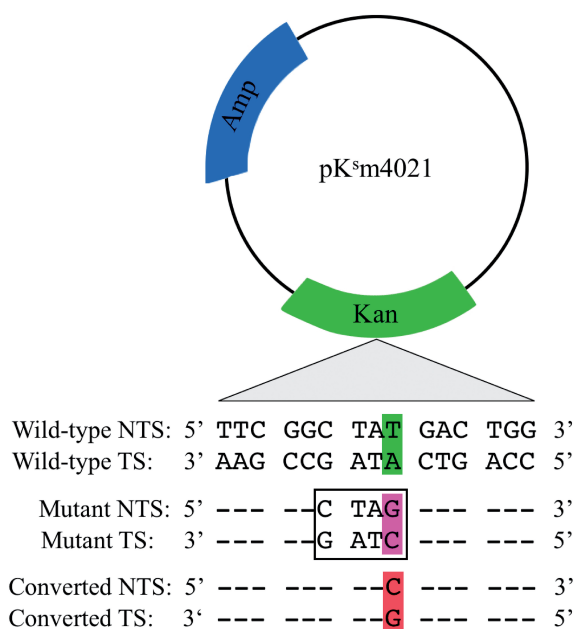 Amp
pKˢm4021
Kan
Wild-type NTS: 5’ TTC GGC TAT GAC TGG 3’
Wild-type TS: 3’ AAG CCG ATA CTG ACC 5’
Mutant NTS: 5’ --- --C TAG --- --- 3’
Mutant TS: 3’ --- --G ATC --- --- 5’
Converted NTS: 5’ --- --- --C --- --- 3’
Converted TS: 3‘ --- --- --G --- --- 5’